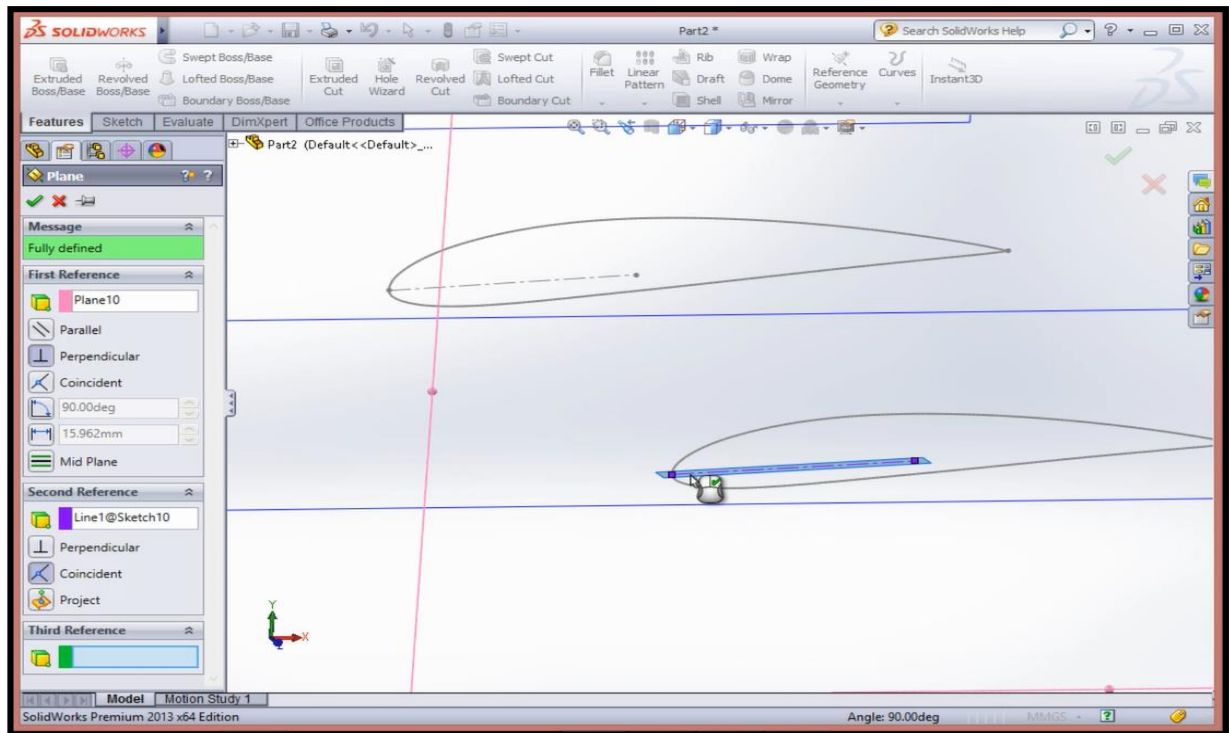 SOLIDWORKS
Part2 *
Search SolidWorks Help
Extruded Boss/Base
Revolved Boss/Base
Swept Boss/Base
Lofted Boss/Base
Boundary Boss/Base
Extruded Cut
Hole Wizard
Revolved Cut
Swept Cut
Lofted Cut
Boundary Cut
Fillet
Linear Pattern
Rib
Draft
Shell
Wrap
Dome
Mirror
Reference Geometry
Curves
Instant3D
Features Sketch Evaluate DimXpert Office Products
Part2 (Default<<Default>_...
Plane
Message
Fully defined
First Reference
Plane10
Parallel
Perpendicular
Coincident
90.00deg
15.962mm
Mid Plane
Second Reference
Line1@Sketch10
Perpendicular
Coincident
Project
Third Reference
Y
X
Z
Model Motion Study 1
SolidWorks Premium 2013 x64 Edition
Angle: 90.00deg
MMGS